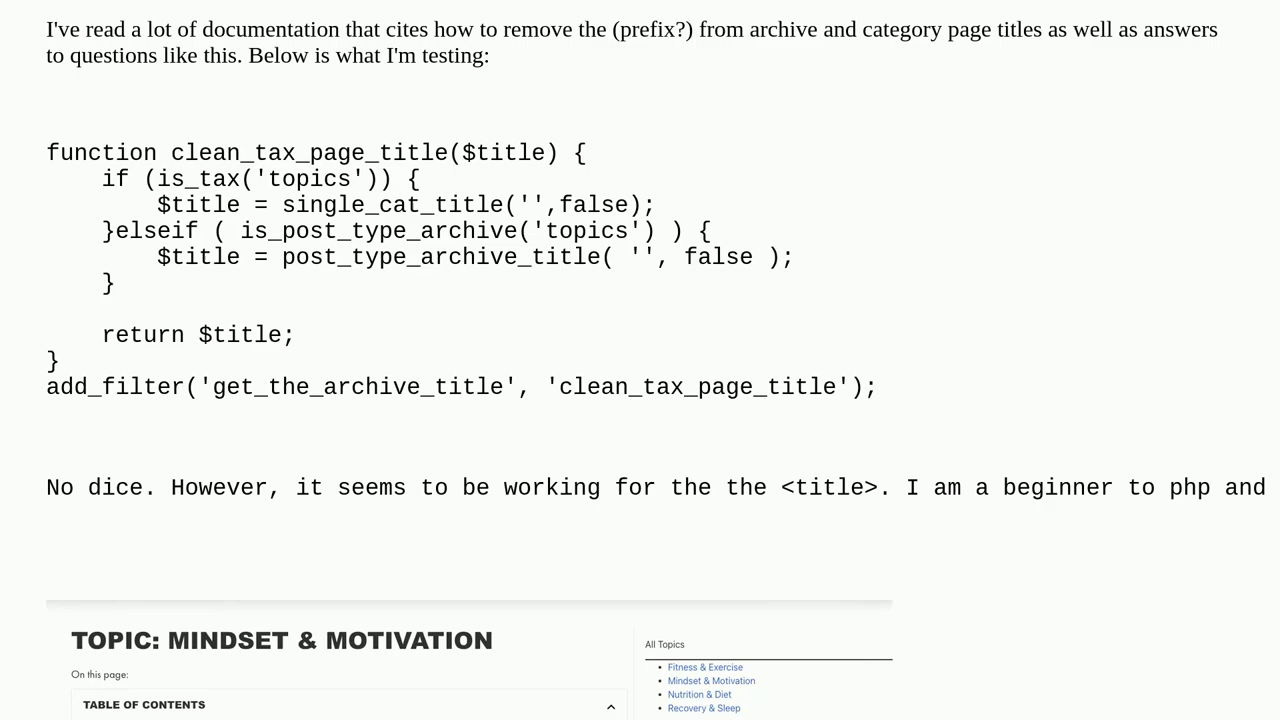 I've read a lot of documentation that cites how to remove the (prefix?) from archive and category page titles as well as answers
to questions like this. Below is what I'm testing:
function clean_tax_page_title($title) {
    if (is_tax('topics')) {
        $title = single_cat_title('',false);
    }elseif ( is_post_type_archive('topics') ) {
        $title = post_type_archive_title( '', false );
    }
    return $title;
}
add_filter('get_the_archive_title', 'clean_tax_page_title');
No dice. However, it seems to be working for the the <title>. I am a beginner to php and
TOPIC: MINDSET & MOTIVATION
On this page:
TABLE OF CONTENTS
All Topics
Fitness & Exercise
Mindset & Motivation
Nutrition & Diet
Recovery & Sleep